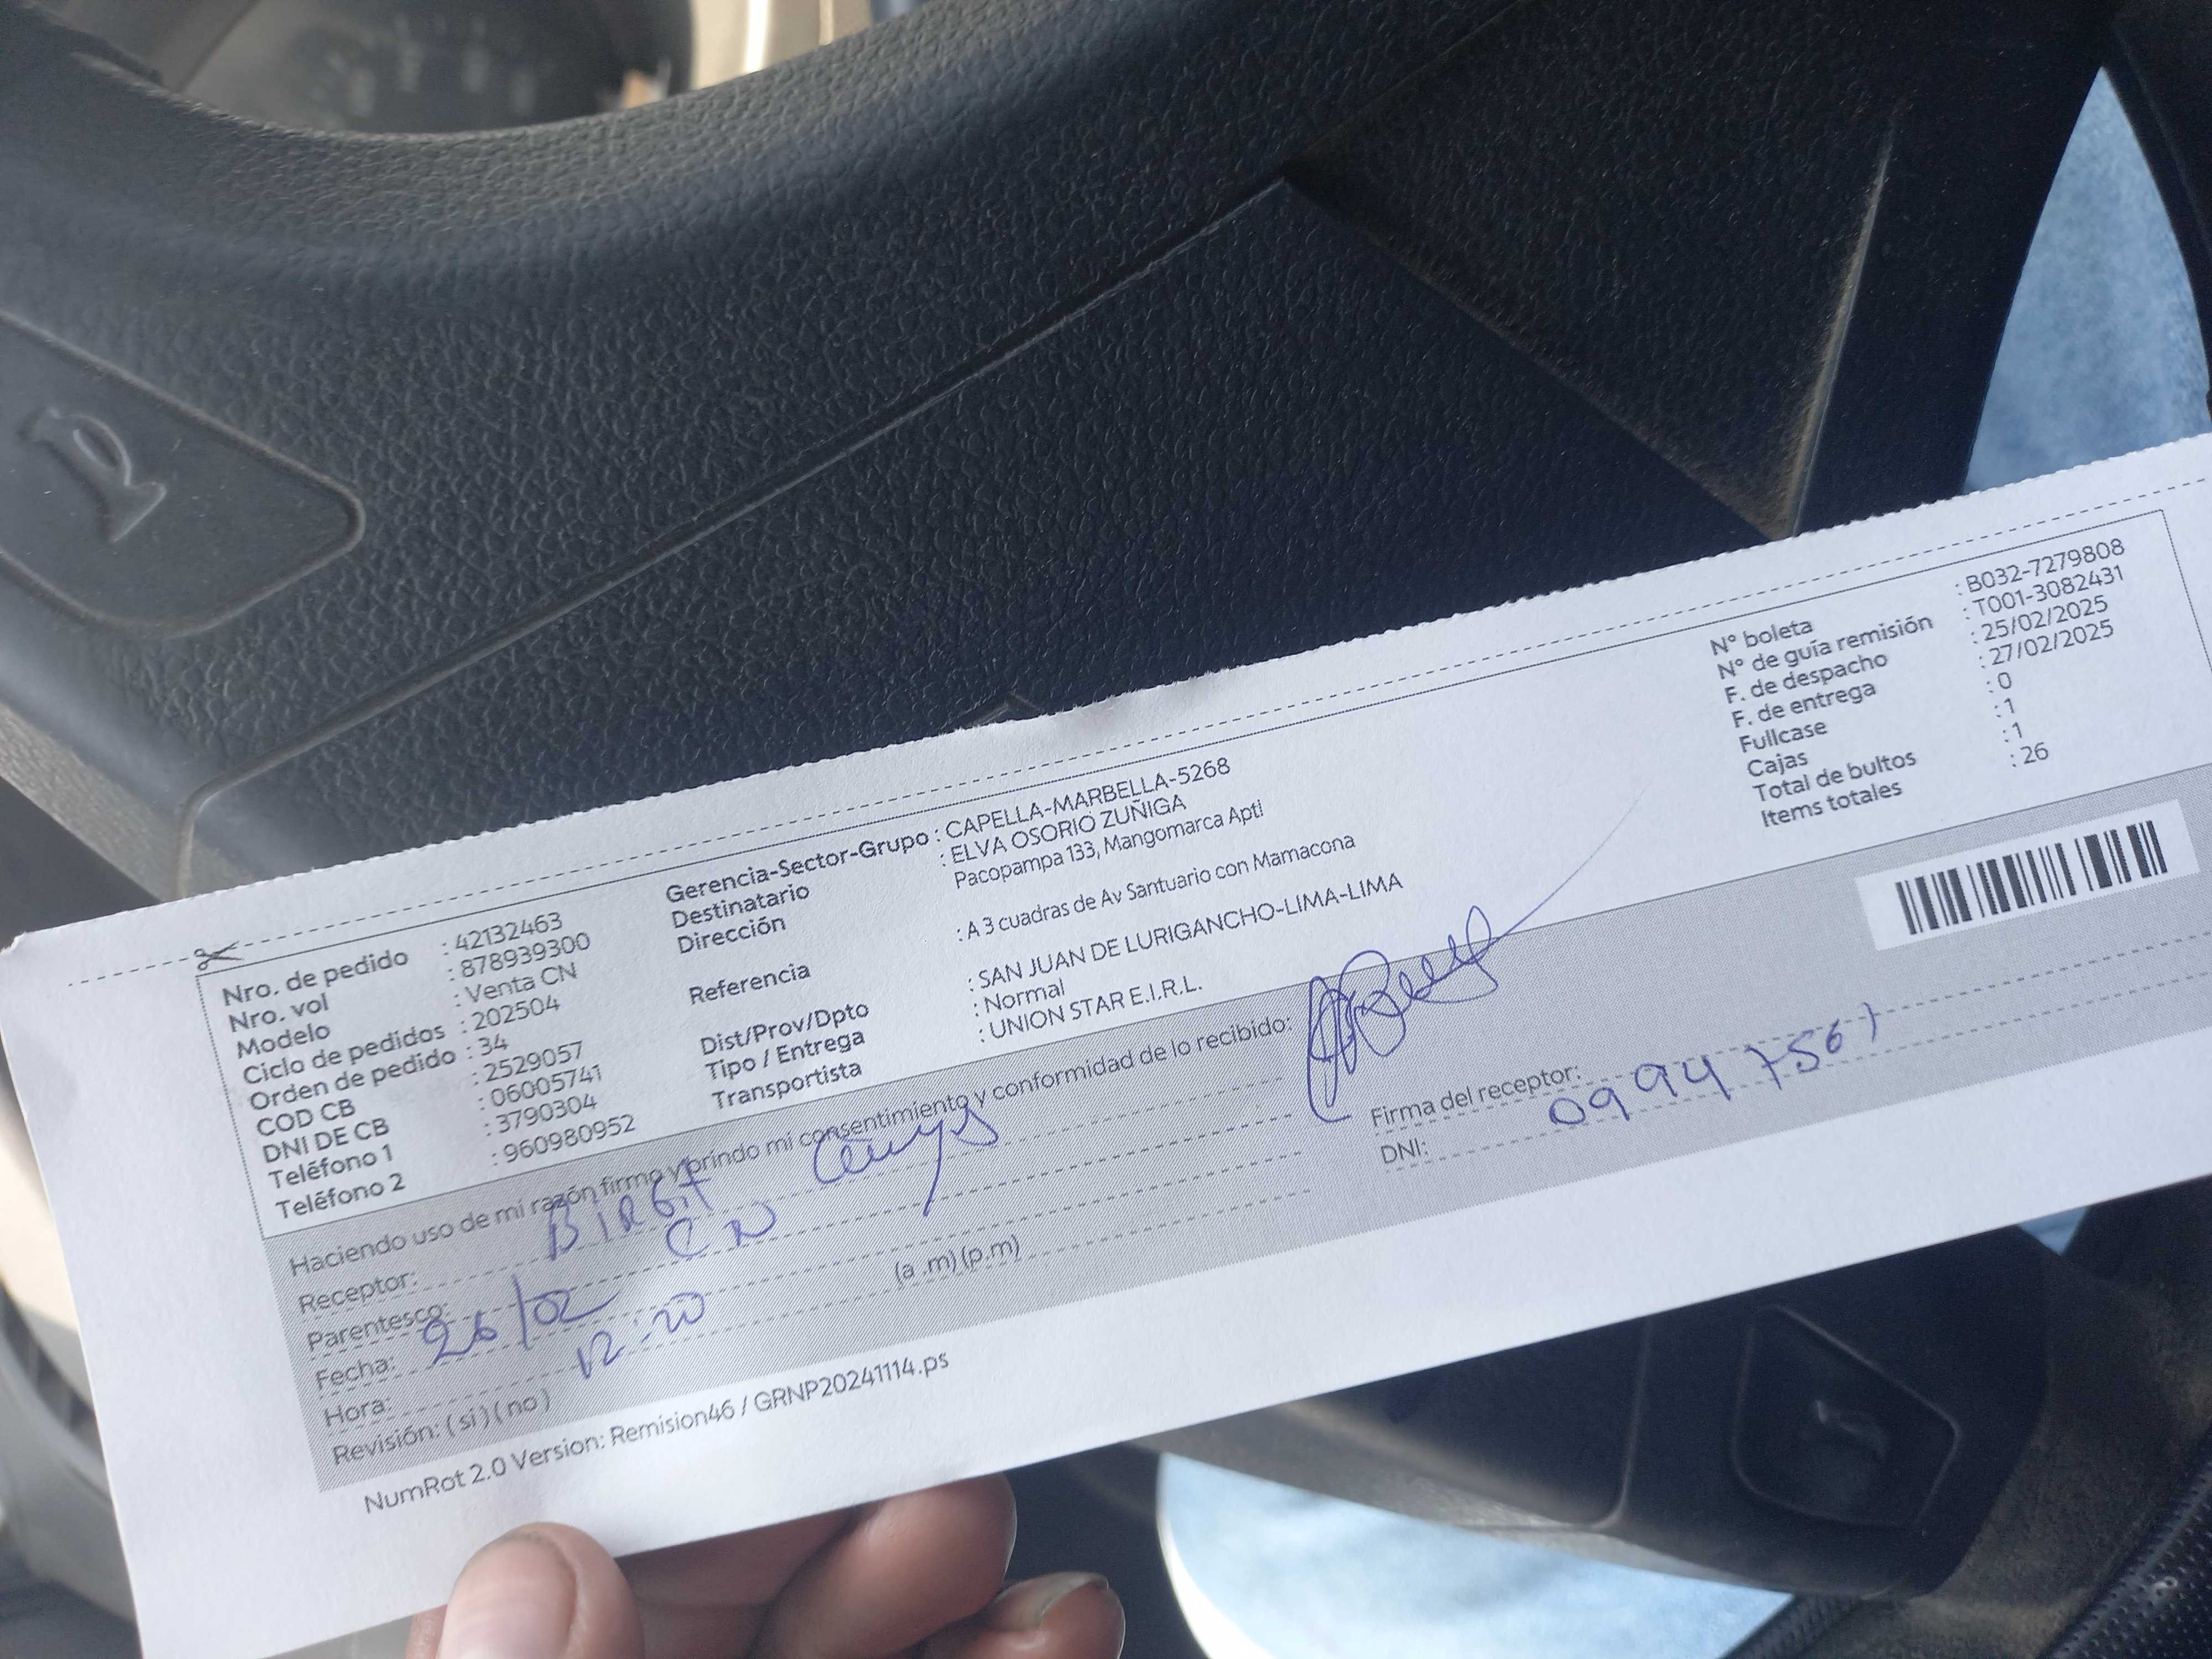 Nro. de pedido : 42132463
Nro. vol : 878939300
Modelo : Venta CN
Ciclo de pedidos : 202504
Orden de pedido : 34
COD CB : 2529057
DNI DE CB : 06005741
Teléfono 1 : 3790304
Teléfono 2 : 960980952
Gerencia-Sector-Grupo : CAPELLA-MARBELLA-5268
Destinatario : ELVA OSORIO ZUÑIGA
Dirección Pacopampa 133, Mangomarca Apt!
Referencia : A 3 cuadras de Av Santuario con Mamacona
Dist/Prov/Dpto : SAN JUAN DE LURIGANCHO-LIMA-LIMA
Tipo / Entrega : Normal
Transportista : UNION STAR E.I.R.L.
N° boleta : B032-7279808
N° de guía remisión : T001-3082431
F. de despacho : 25/02/2025
F. de entrega : 27/02/2025
Fullcase : 0
Cajas : 1
Total de bultos : 1
Items totales : 26
Haciendo uso de mi razón firmo y brindo mi consentimiento y conformidad de lo recibido:
Receptor:
Parentesco: CN
Fecha: 26/02
Hora: 12:20 (a .m) (p.m)
Revisión: ( si ) ( no )
Firma del receptor:
DNI: 09947561
NumRot 2.0 Version: Remision46 / GRNP20241114.ps